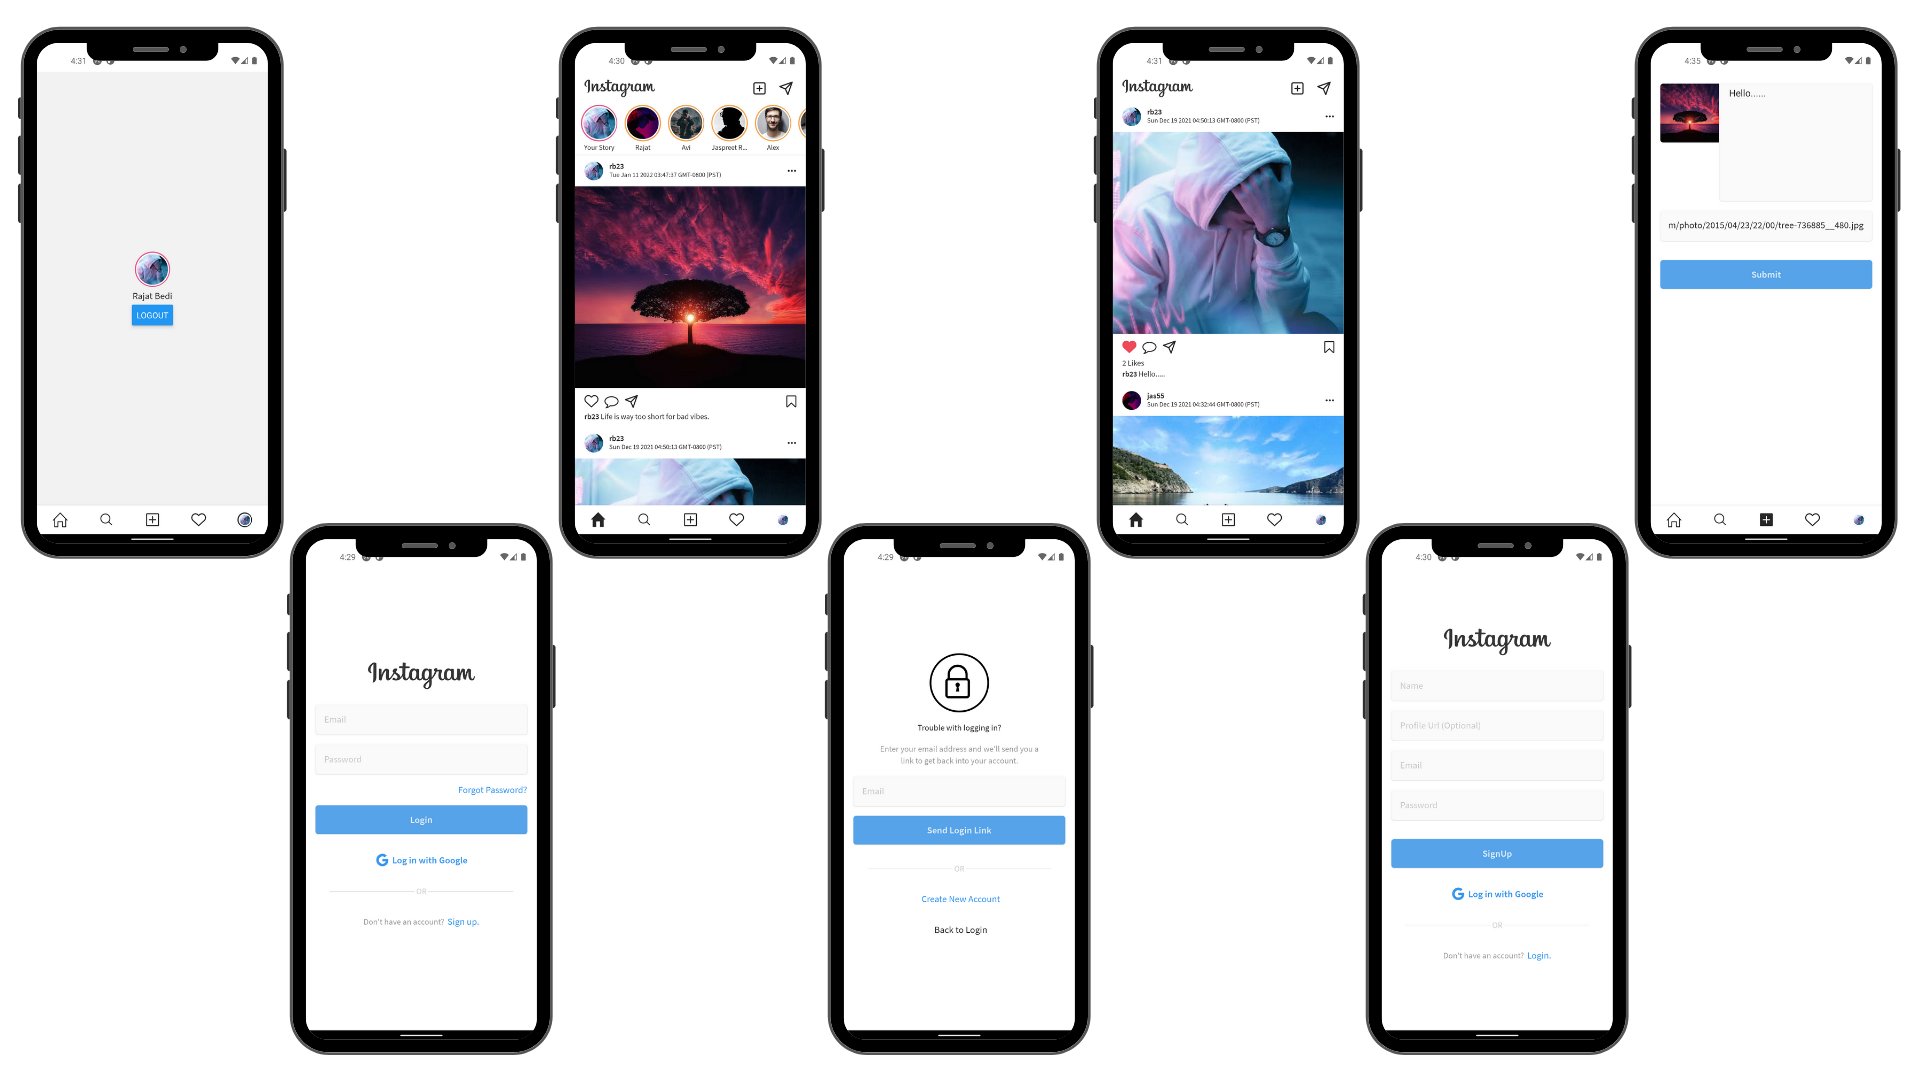 4:31
Rajat Bedi
LOGOUT
4:30
Instagram
Your Story Rajat Avi Jaspreet R... Alex
rb23
Tue Jan 11 2022 03:47:37 GMT-0800 (PST)
rb23 Life is way too short for bad vibes.
rb23
Sun Dec 19 2021 04:50:13 GMT-0800 (PST)
4:31
Instagram
rb23
Sun Dec 19 2021 04:50:13 GMT-0800 (PST)
2 Likes
rb23 Hello.....
jas55
Sun Dec 19 2021 04:32:44 GMT-0800 (PST)
4:35
Hello......
m/photo/2015/04/23/22/00/tree-736885__480.jpg
Submit
4:29
Instagram
Email
Password
Forgot Password?
Login
G Log in with Google
OR
Don't have an account? Sign up.
4:29
Trouble with logging in?
Enter your email address and we'll send you a
link to get back into your account.
Email
Send Login Link
OR
Create New Account
Back to Login
4:30
Instagram
Name
Profile Url (Optional)
Email
Password
SignUp
G Log in with Google
OR
Don't have an account? Login.